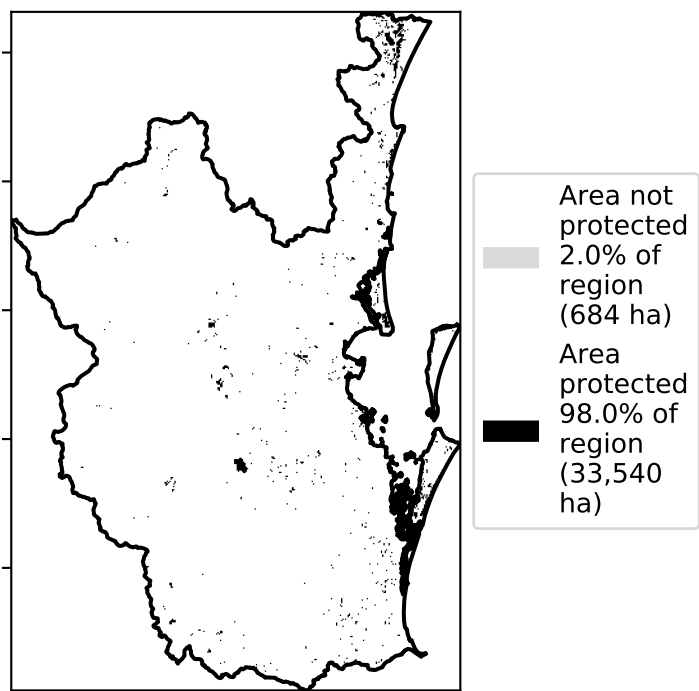 Area not
protected
2.0% of
region
(684 ha)
Area
protected
98.0% of
region
(33,540
ha)